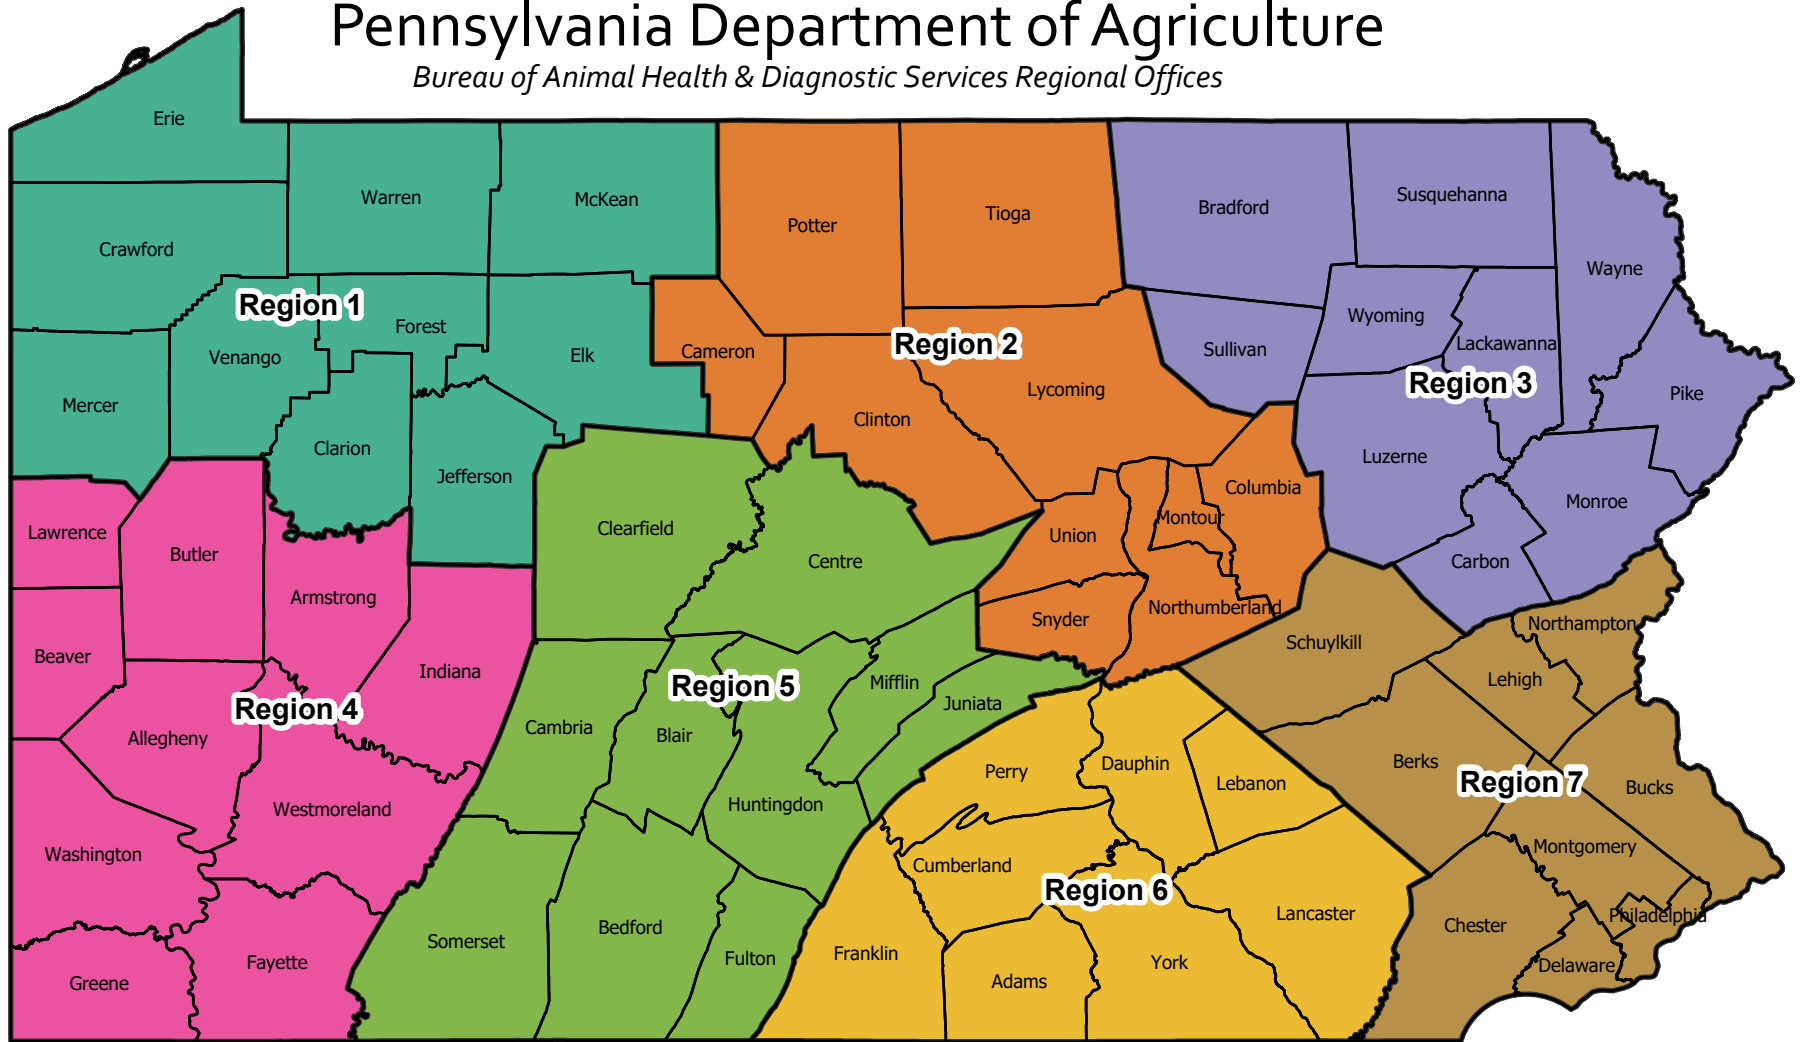 Pennsylvania Department of Agriculture
Bureau of Animal Health & Diagnostic Services Regional Offices
Erie
Warren
McKean
Crawford
Region 1
Forest
Venango
Elk
Mercer
Clarion
Jefferson
Potter
Tioga
Region 2
Cameron
Lycoming
Clinton
Columbia
Montour
Union
Northumberland
Snyder
Bradford
Susquehanna
Wayne
Wyoming
Lackawanna
Sullivan
Region 3
Pike
Luzerne
Monroe
Carbon
Lawrence
Butler
Armstrong
Beaver
Indiana
Region 4
Allegheny
Westmoreland
Washington
Fayette
Greene
Clearfield
Centre
Region 5
Mifflin
Juniata
Cambria
Blair
Huntingdon
Somerset
Bedford
Fulton
Perry
Dauphin
Lebanon
Cumberland
Region 6
Lancaster
Franklin
York
Adams
Northampton
Schuylkill
Lehigh
Berks
Region 7
Bucks
Montgomery
Philadelphia
Chester
Delaware